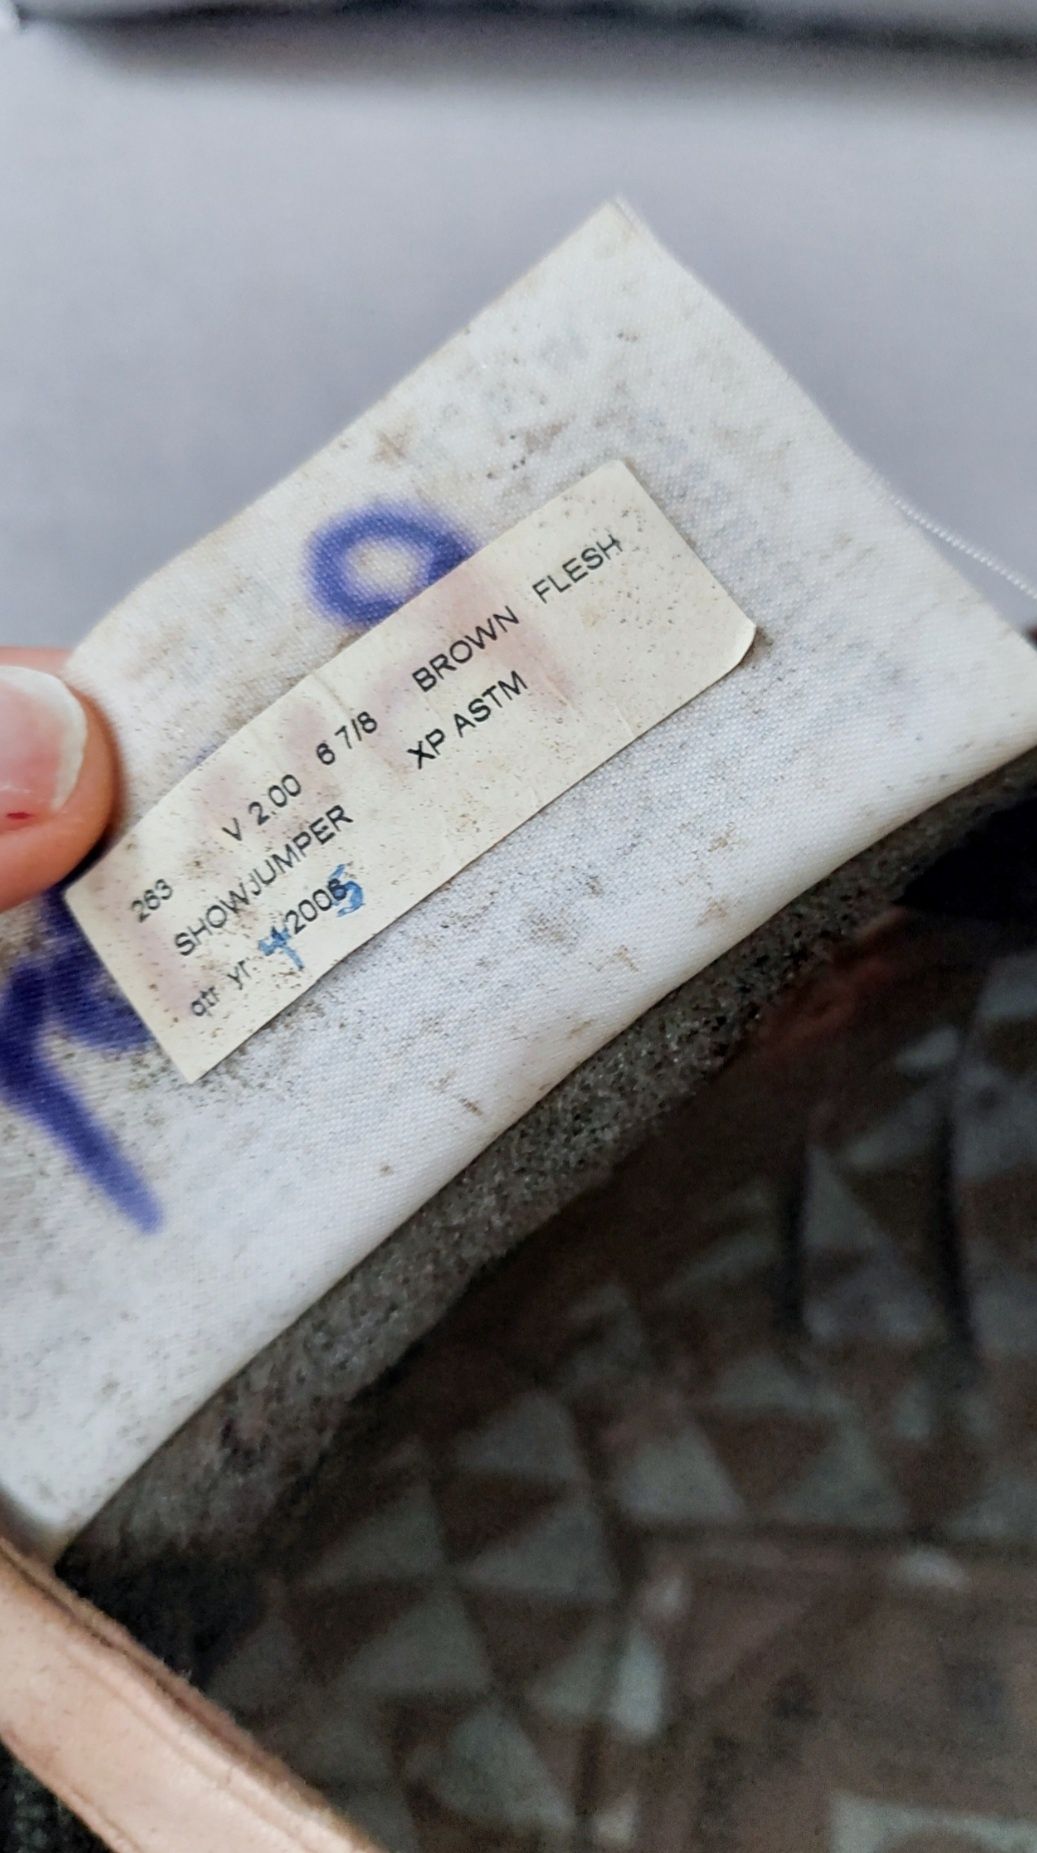 263 V 2.00 6 7/8 BROWN FLESH
SHOWJUMPER XP ASTM
qtr yr 4 2005